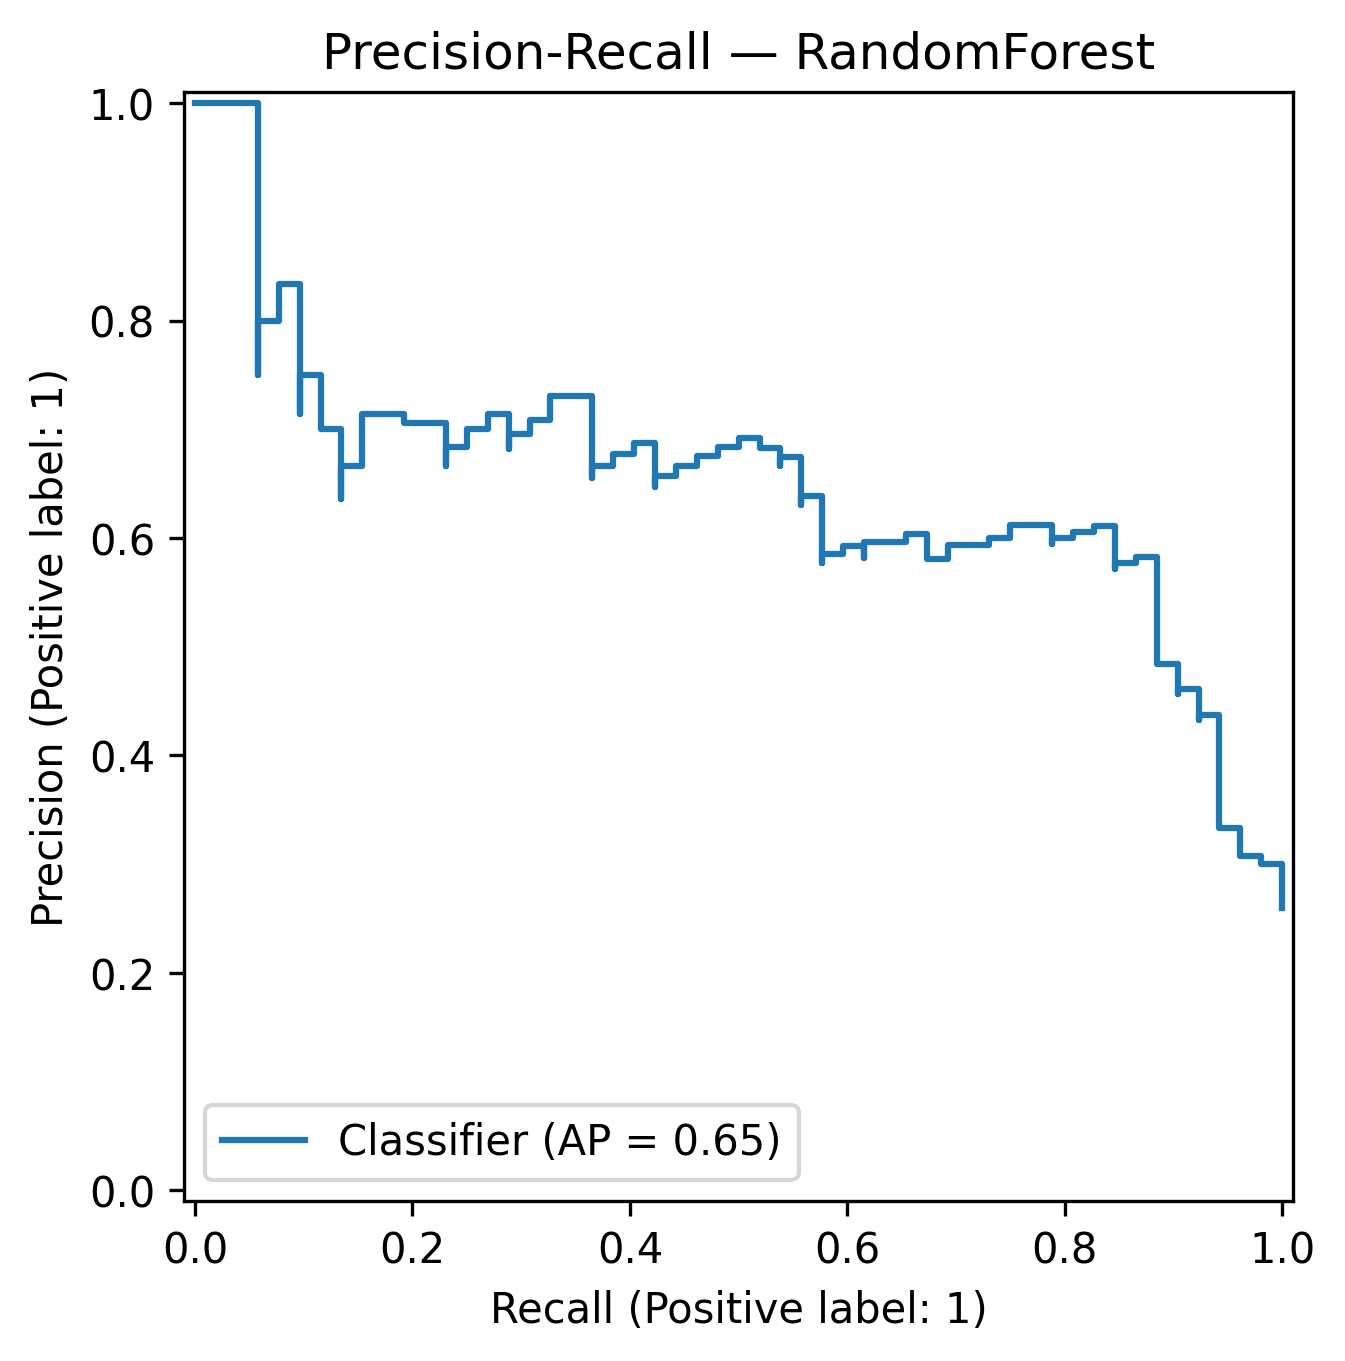 Precision-Recall — RandomForest
Precision (Positive label: 1)
1.0
0.8
0.6
0.4
0.2
0.0
Classifier (AP = 0.65)
0.0 0.2 0.4 0.6 0.8 1.0
Recall (Positive label: 1)